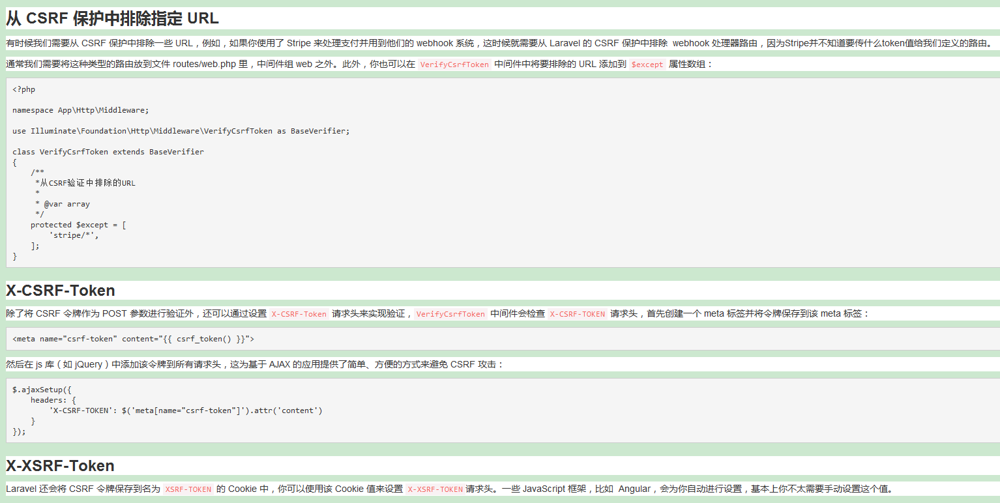 从 CSRF 保护中排除指定 URL
有时候我们需要从 CSRF 保护中排除一些 URL，例如，如果你使用了 Stripe 来处理支付并用到他们的 webhook 系统，这时候就需要从 Laravel 的 CSRF 保护中排除 webhook 处理器路由，因为Stripe并不知道要传什么token值给我们定义的路由。
通常我们需要将这种类型的路由放到文件 routes/web.php 里，中间件组 web 之外。此外，你也可以在 VerifyCsrfToken 中间件中将要排除的 URL 添加到 $except 属性数组：
<?php
namespace App\Http\Middleware;
use Illuminate\Foundation\Http\Middleware\VerifyCsrfToken as BaseVerifier;
class VerifyCsrfToken extends BaseVerifier
{
    /**
     *从CSRF验证中排除的URL
     *
     * @var array
     */
    protected $except = [
        'stripe/*',
    ];
}
X-CSRF-Token
除了将 CSRF 令牌作为 POST 参数进行验证外，还可以通过设置 X-CSRF-Token 请求头来实现验证，VerifyCsrfToken 中间件会检查 X-CSRF-TOKEN 请求头，首先创建一个 meta 标签并将令牌保存到该 meta 标签：
<meta name="csrf-token" content="{{ csrf_token() }}">
然后在 js 库（如 jQuery）中添加该令牌到所有请求头，这为基于 AJAX 的应用提供了简单、方便的方式来避免 CSRF 攻击：
$.ajaxSetup({
    headers: {
        'X-CSRF-TOKEN': $('meta[name="csrf-token"]').attr('content')
    }
});
X-XSRF-Token
Laravel 还会将 CSRF 令牌保存到名为 XSRF-TOKEN 的 Cookie 中，你可以使用该 Cookie 值来设置 X-XSRF-TOKEN 请求头。一些 JavaScript 框架，比如 Angular，会为你自动进行设置，基本上你不太需要手动设置这个值。